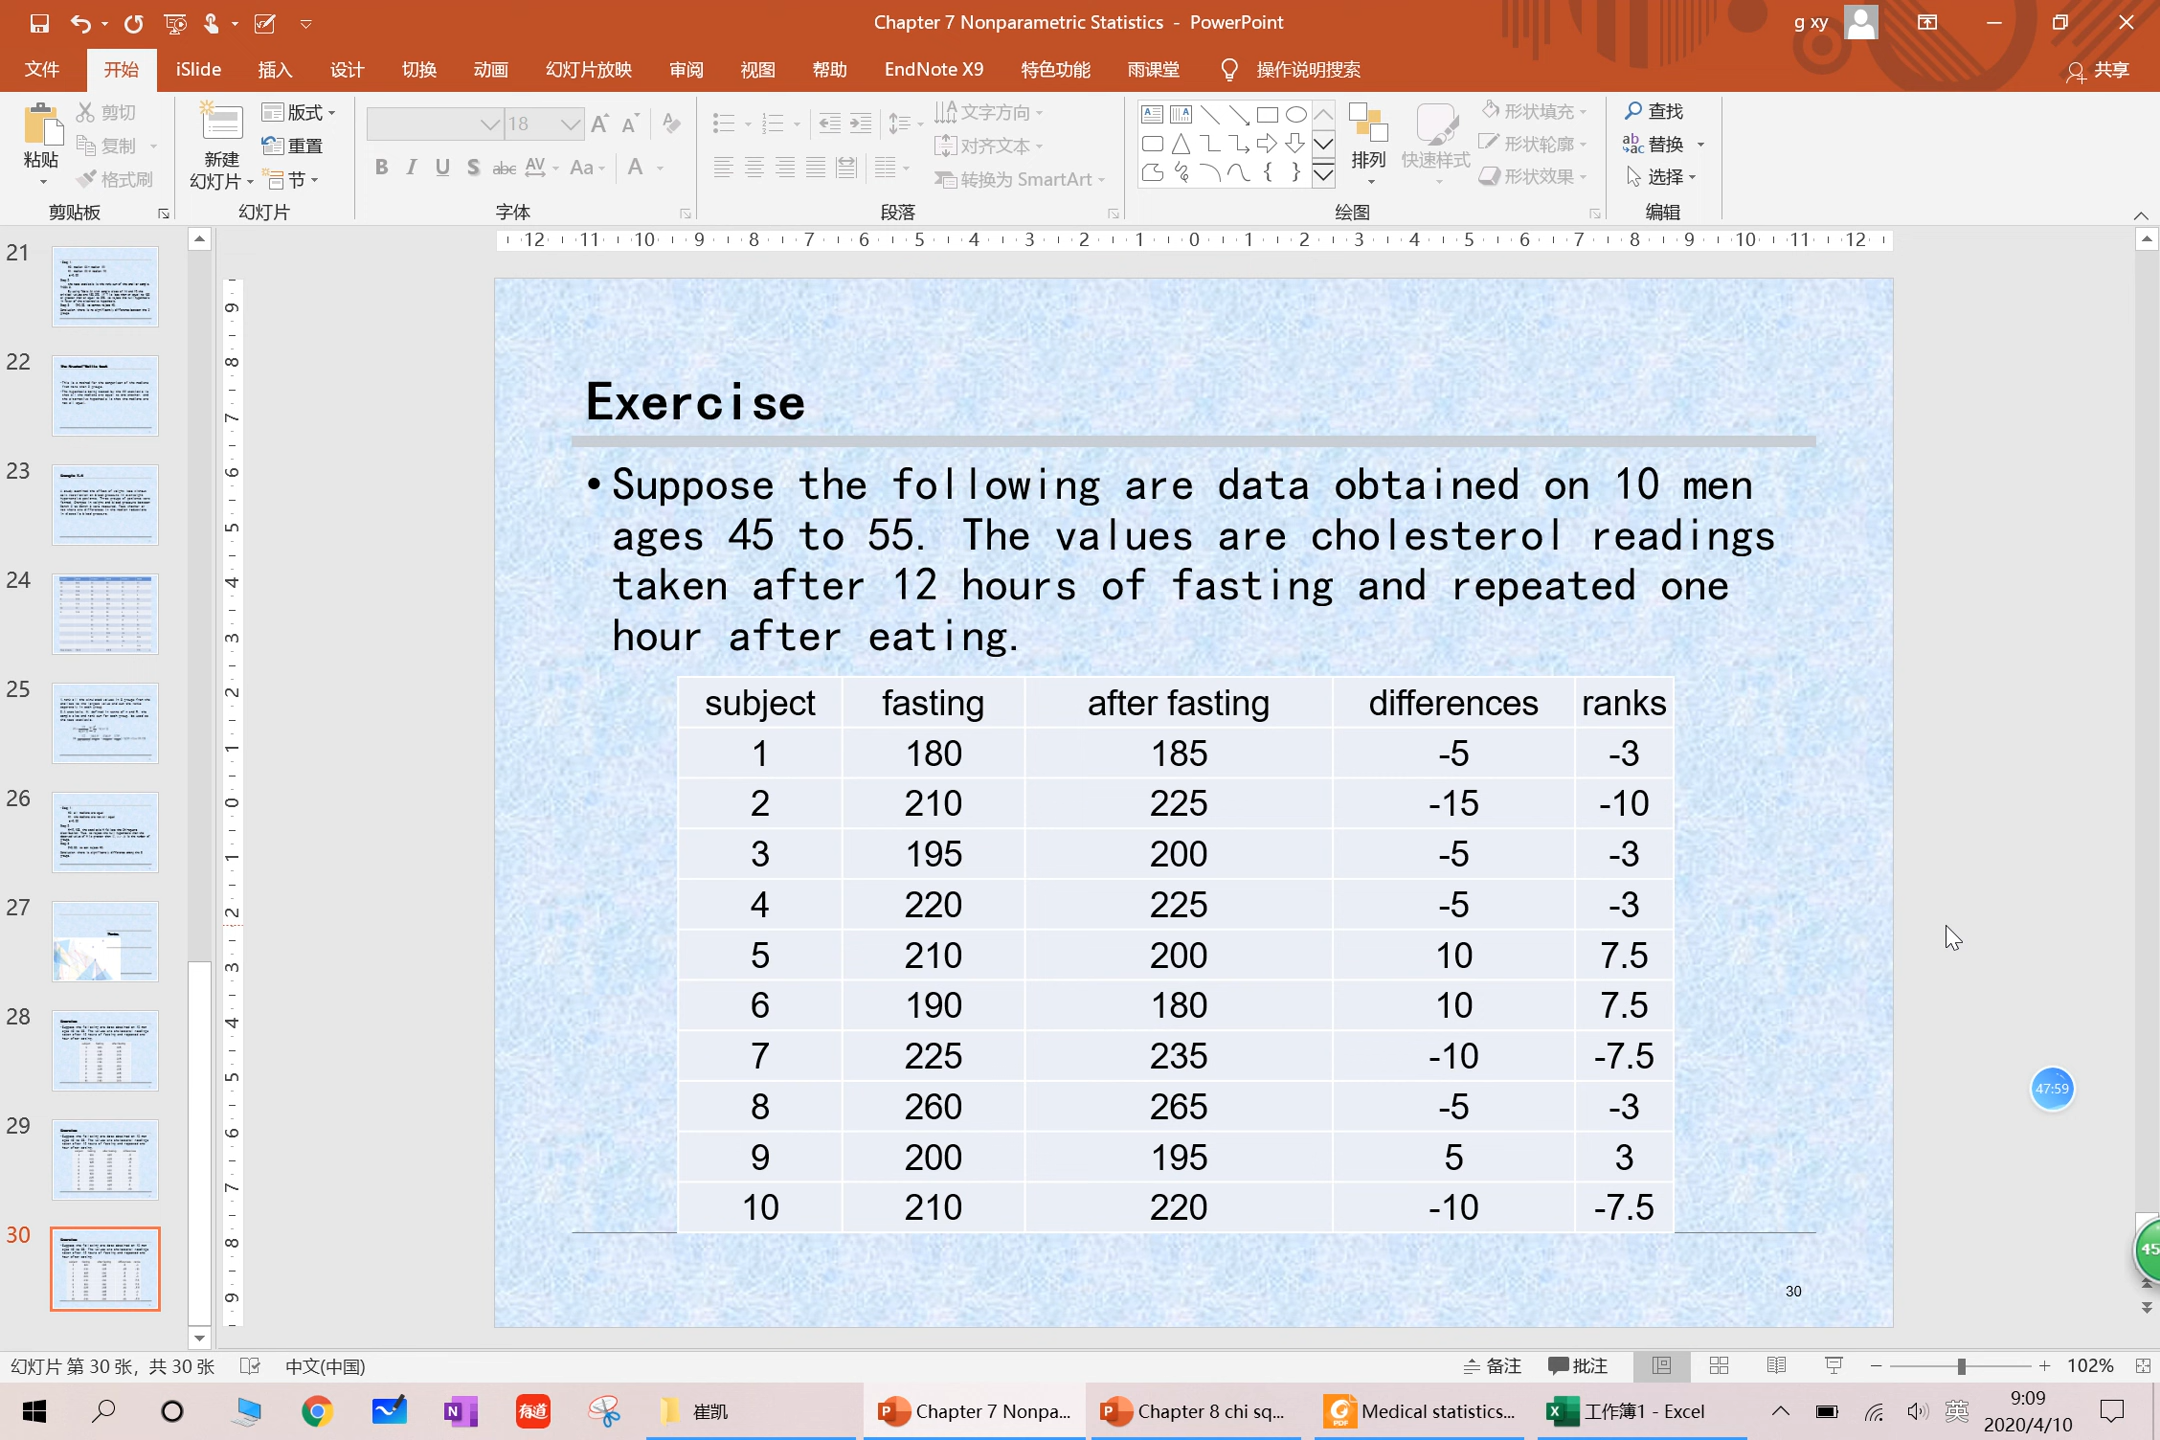 Chapter 7 Nonparametric Statistics - PowerPoint
g xy
文件 开始 iSlide 插入 设计 切换 动画 幻灯片放映 审阅 视图 帮助 EndNote X9 特色功能 雨课堂 操作说明搜索 共享
粘贴 剪切 复制 格式刷
剪贴板
新建 幻灯片 版式 重置 节
幻灯片
18
字体
文字方向
对齐文本
转换为 SmartArt
段落
排列 快速样式 形状填充 形状轮廓 形状效果
绘图
查找
替换
选择
编辑
21
22
23
24
25
26
27
28
29
30
Exercise
• Suppose the following are data obtained on 10 men
ages 45 to 55. The values are cholesterol readings
taken after 12 hours of fasting and repeated one
hour after eating.
subject fasting after fasting differences ranks
1 180 185 -5 -3
2 210 225 -15 -10
3 195 200 -5 -3
4 220 225 -5 -3
5 210 200 10 7.5
6 190 180 10 7.5
7 225 235 -10 -7.5
8 260 265 -5 -3
9 200 195 5 3
10 210 220 -10 -7.5
30
47:59
45
幻灯片 第 30 张，共 30 张 中文(中国) 备注 批注 102%
崔凯 Chapter 7 Nonpa... Chapter 8 chi sq... Medical statistics... 工作簿1 - Excel 英 9:09
2020/4/10